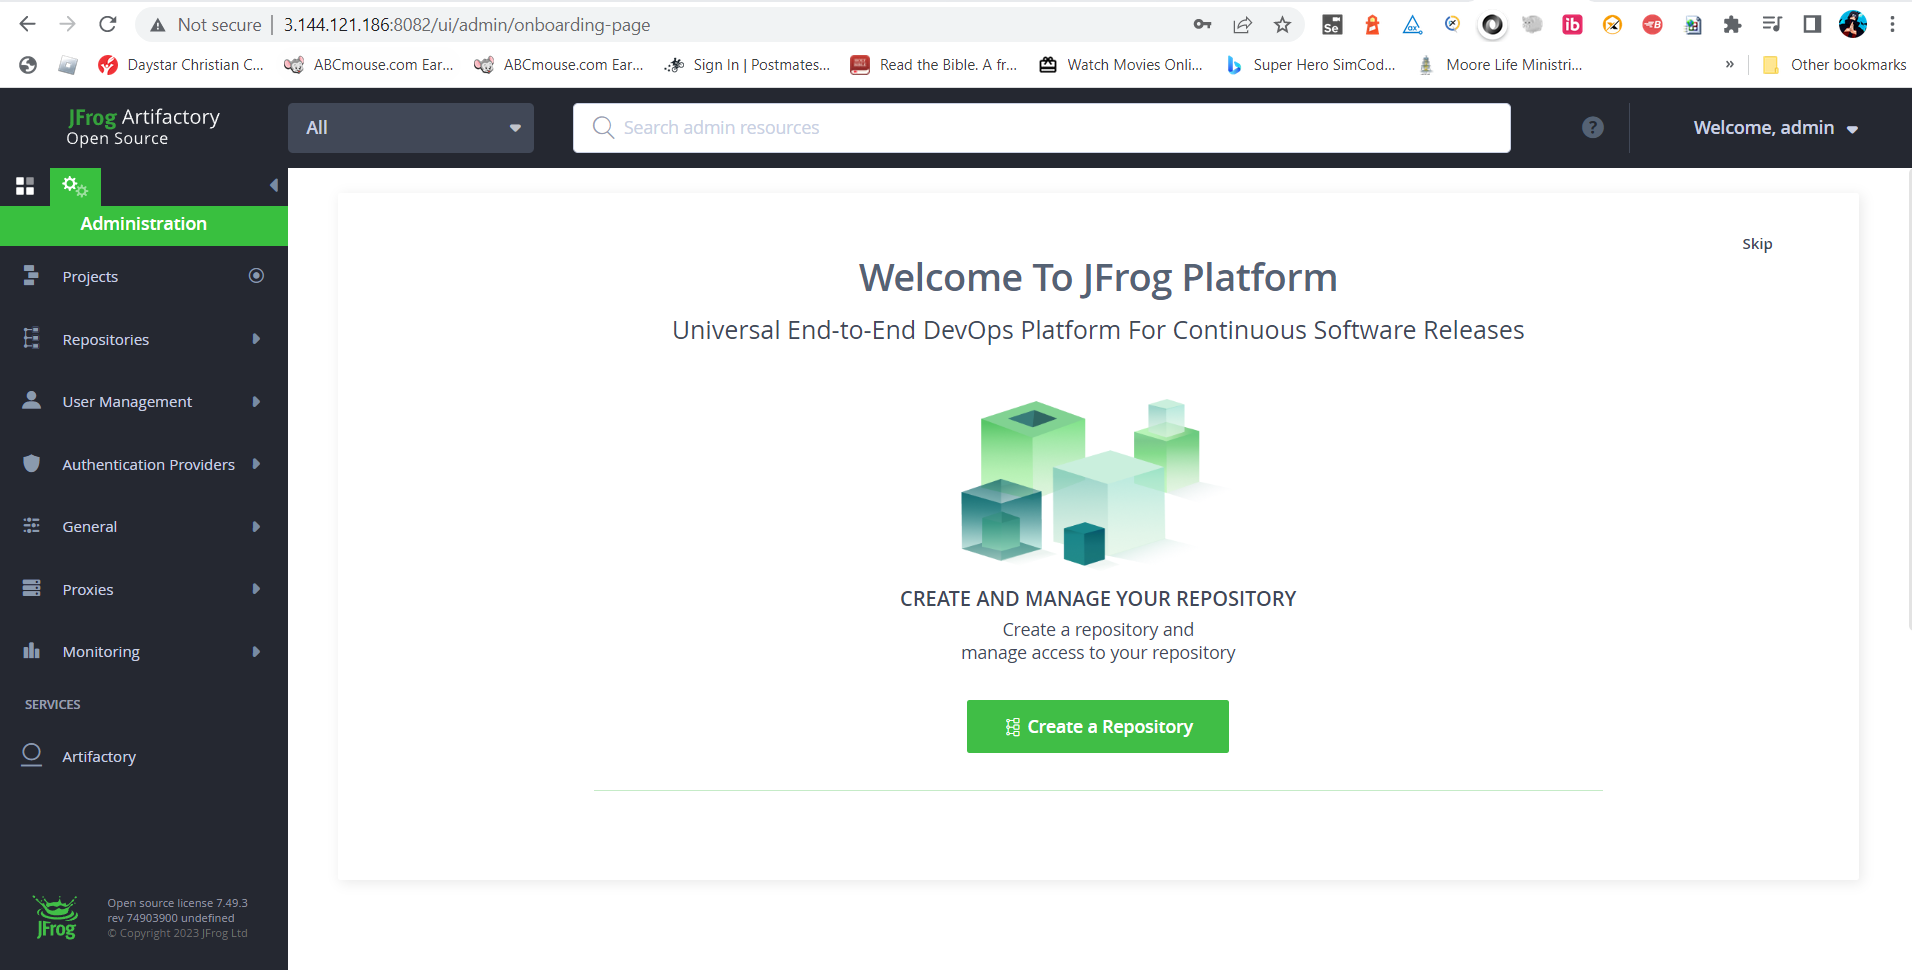 Not secure | 3.144.121.186:8082/ui/admin/onboarding-page
Se
ax
ib
B
Daystar Christian C...
ABCmouse.com Ear...
ABCmouse.com Ear...
Sign In | Postmates...
Read the Bible. A fr...
Watch Movies Onli...
Super Hero SimCod...
Moore Life Ministri...
»
Other bookmarks
JFrog Artifactory
Open Source
All
Search admin resources
?
Welcome, admin
Administration
Projects
Repositories
User Management
Authentication Providers
General
Proxies
Monitoring
SERVICES
Artifactory
JFrog
Open source license 7.49.3
rev 74903900 undefined
© Copyright 2023 JFrog Ltd
Skip
Welcome To JFrog Platform
Universal End-to-End DevOps Platform For Continuous Software Releases
CREATE AND MANAGE YOUR REPOSITORY
Create a repository and
manage access to your repository
Create a Repository